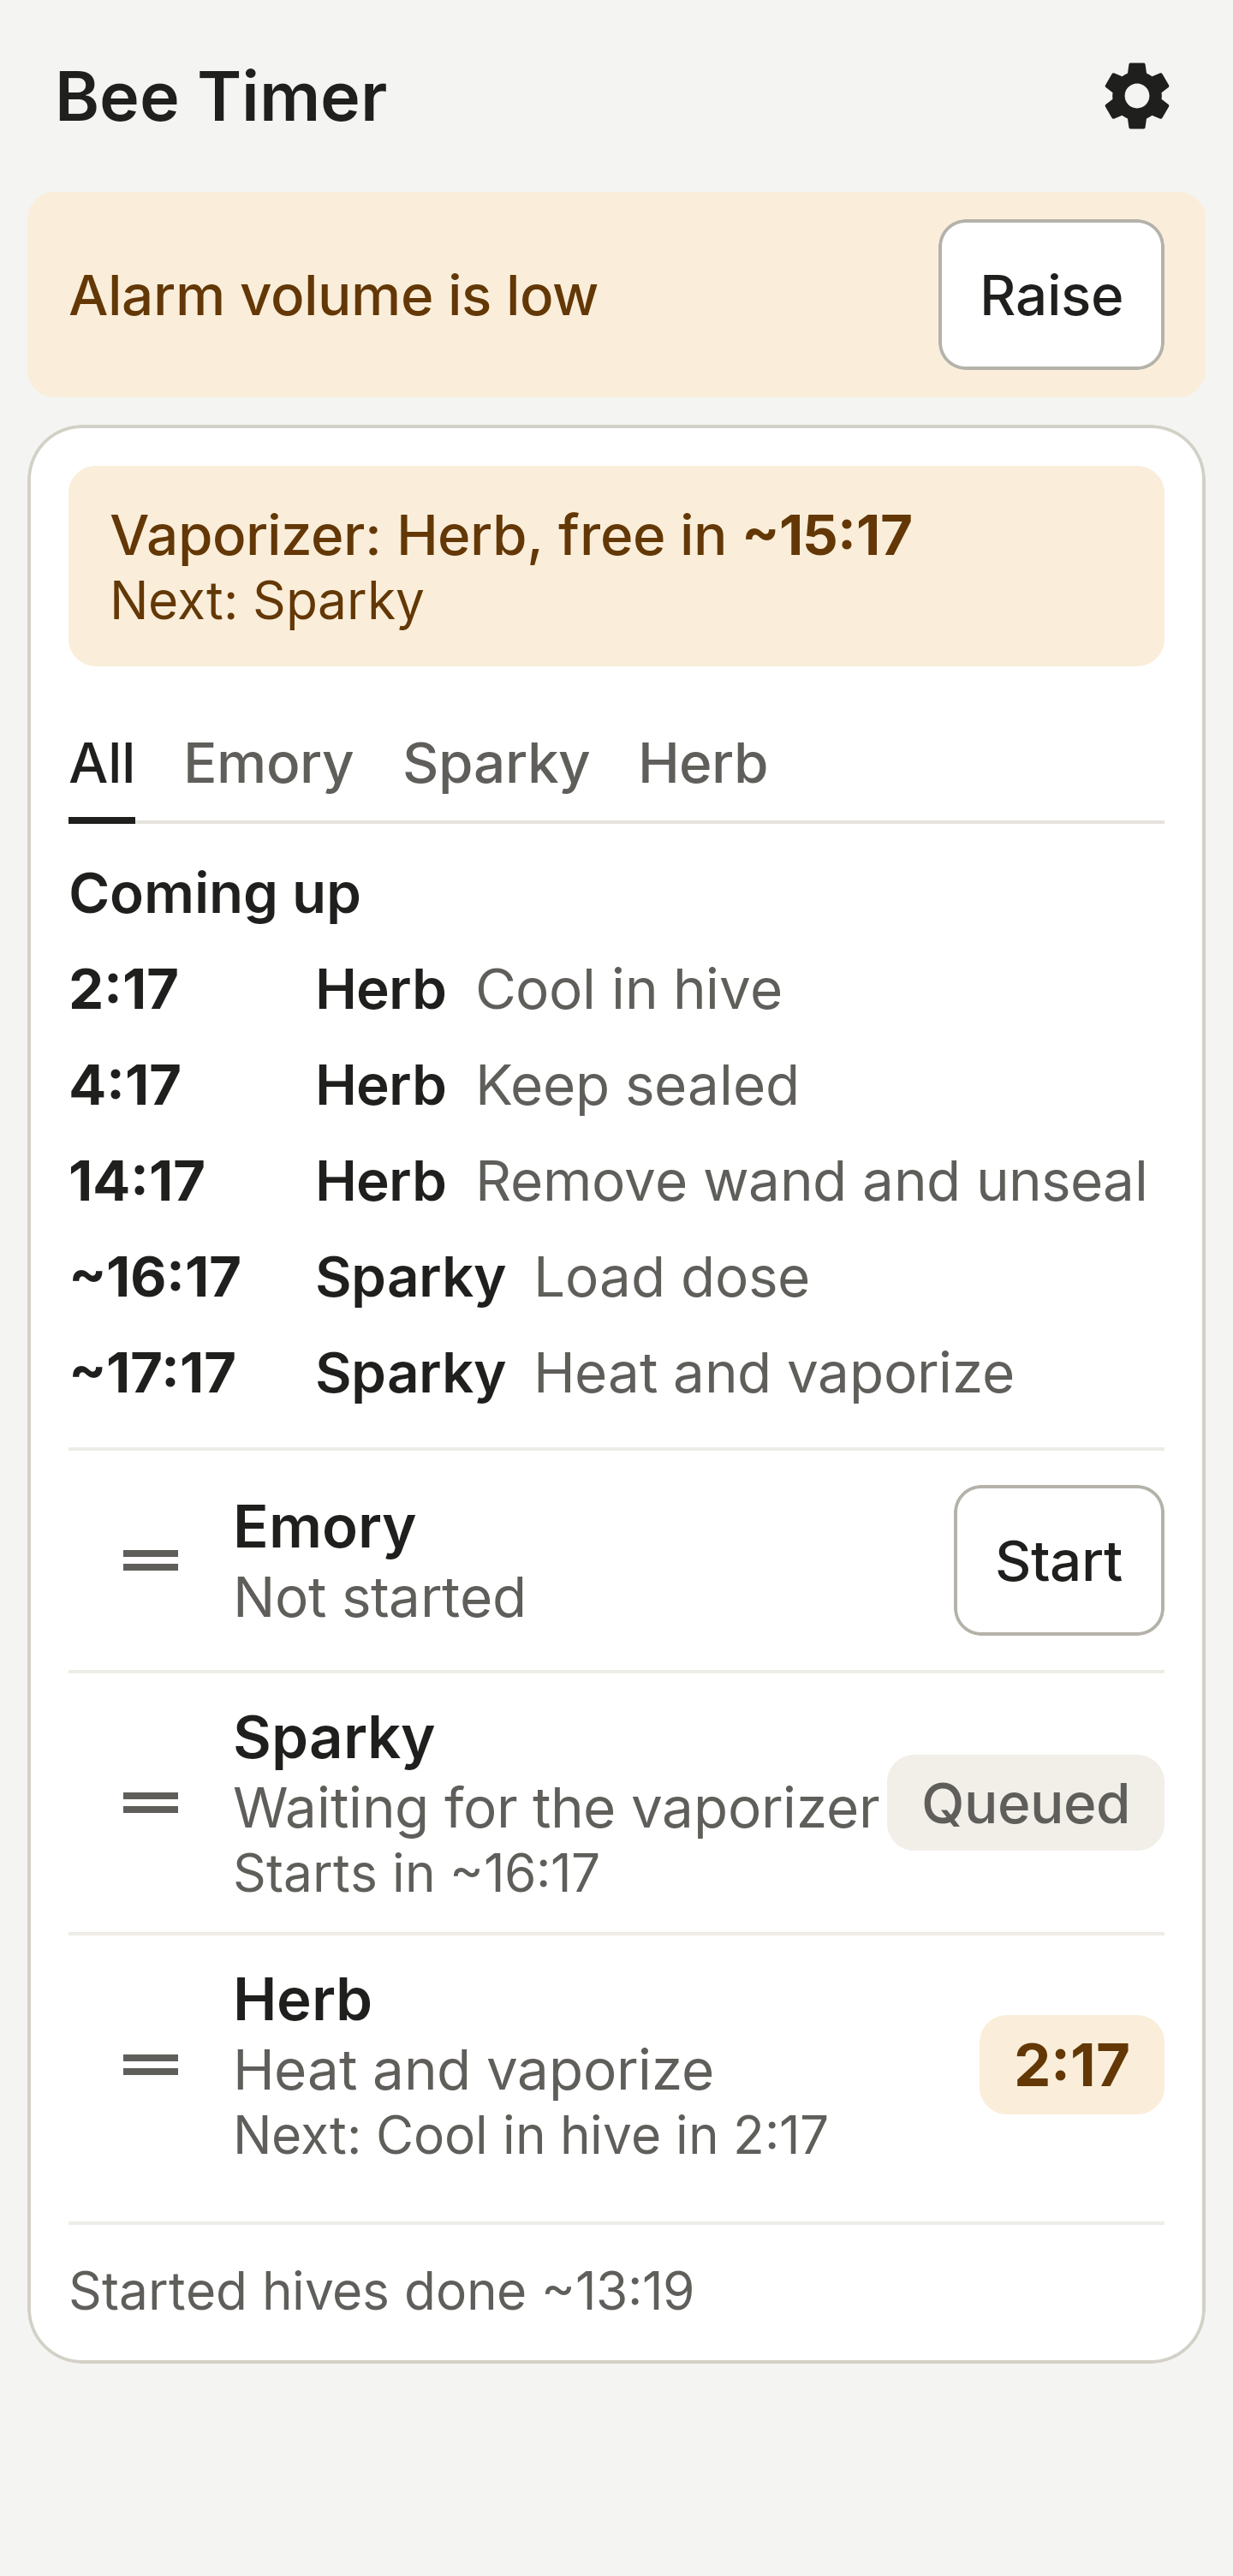 Bee Timer
Alarm volume is low
Raise
Vaporizer: Herb, free in ~15:17
Next: Sparky
All Emory Sparky Herb
Coming up
2:17 Herb Cool in hive
4:17 Herb Keep sealed
14:17 Herb Remove wand and unseal
~16:17 Sparky Load dose
~17:17 Sparky Heat and vaporize
Emory
Not started
Start
Sparky
Waiting for the vaporizer
Starts in ~16:17
Queued
Herb
Heat and vaporize
Next: Cool in hive in 2:17
2:17
Started hives done ~13:19